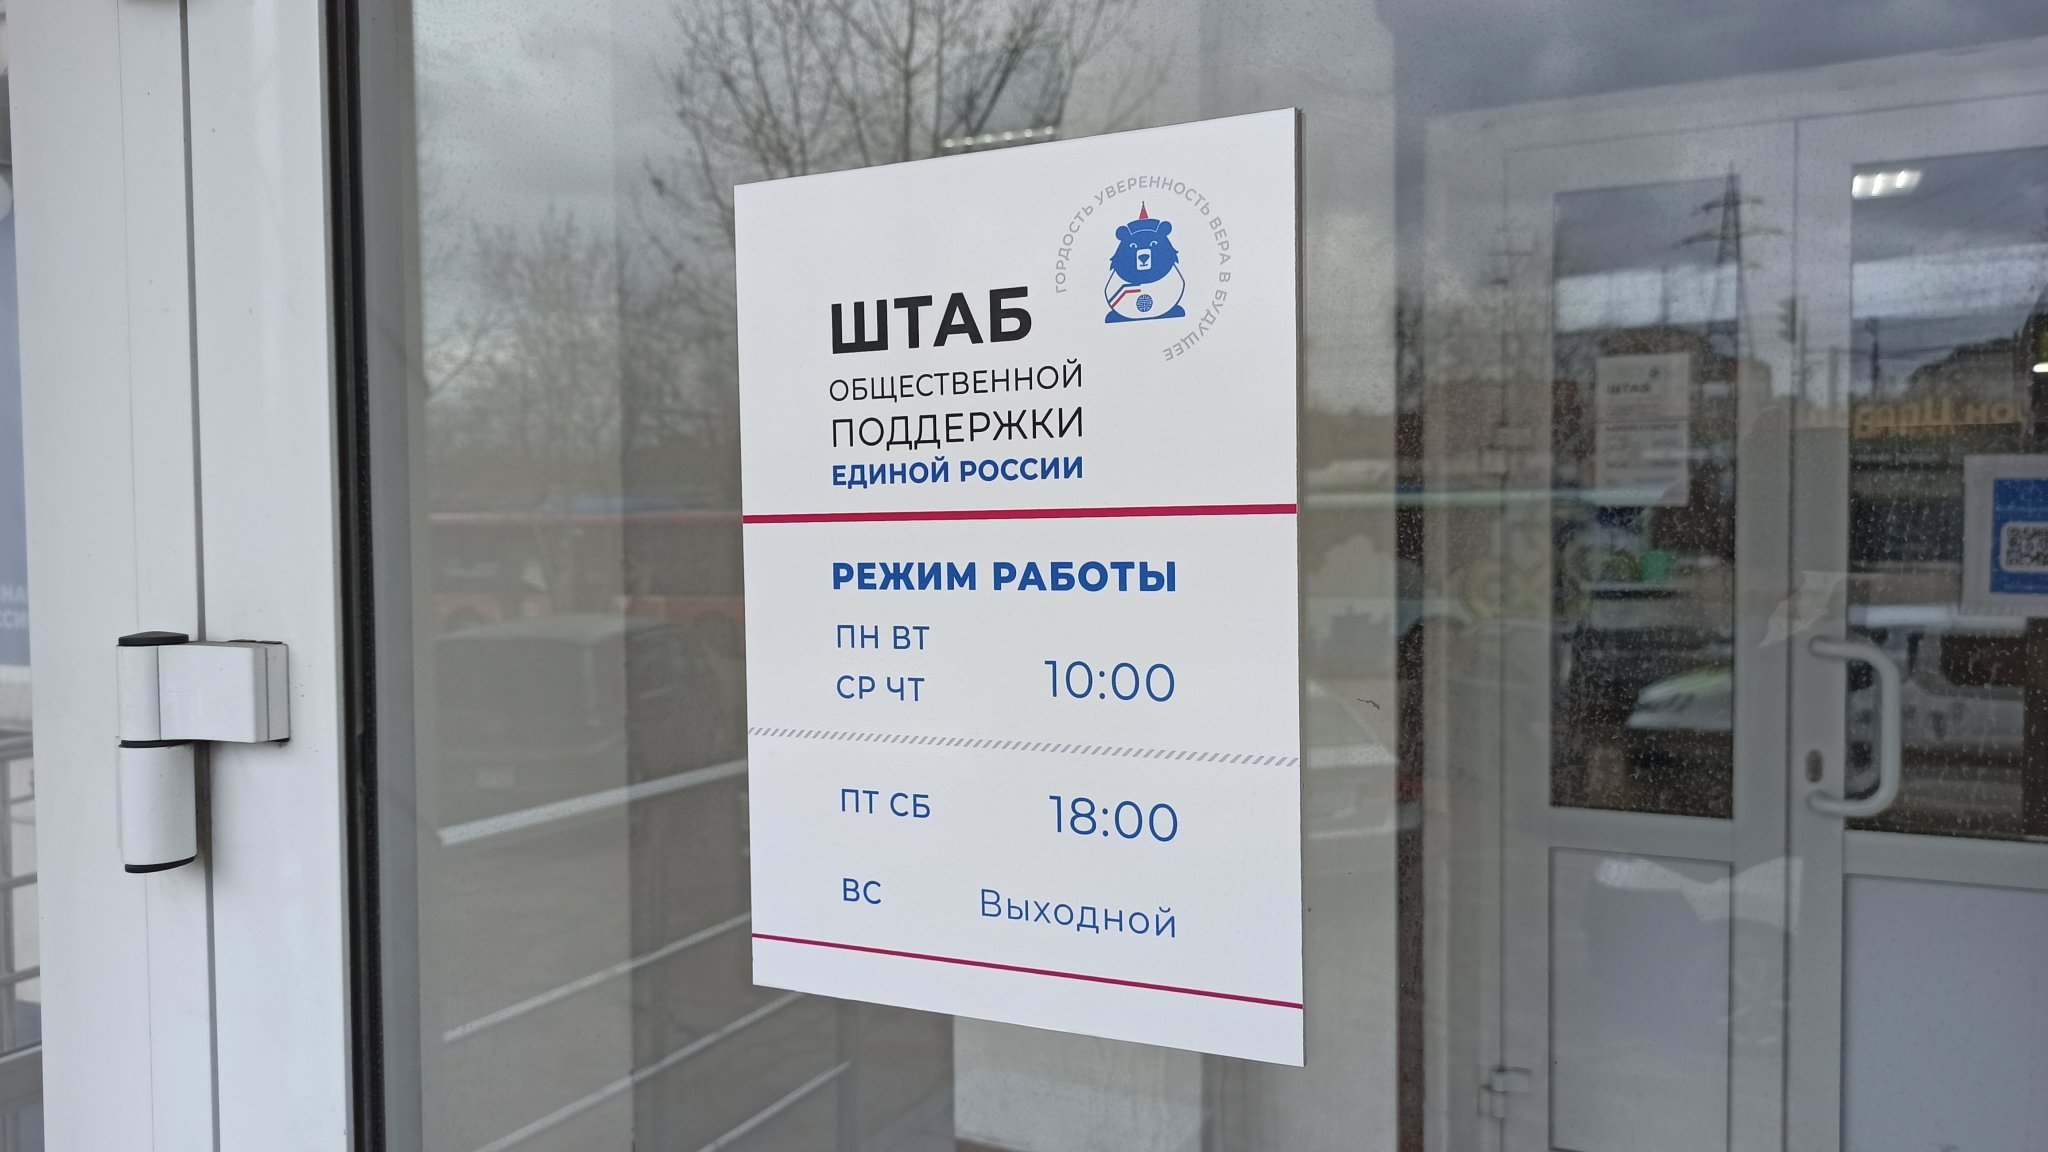 ГОРДОСТЬ УВЕРЕННОСТЬ ВЕРА В БУДУЩЕЕ
ШТАБ
ОБЩЕСТВЕННОЙ
ПОДДЕРЖКИ
ЕДИНОЙ РОССИИ
РЕЖИМ РАБОТЫ
ПН ВТ
СР ЧТ
10:00
ПТ СБ
18:00
ВС
Выходной
ШТАБ